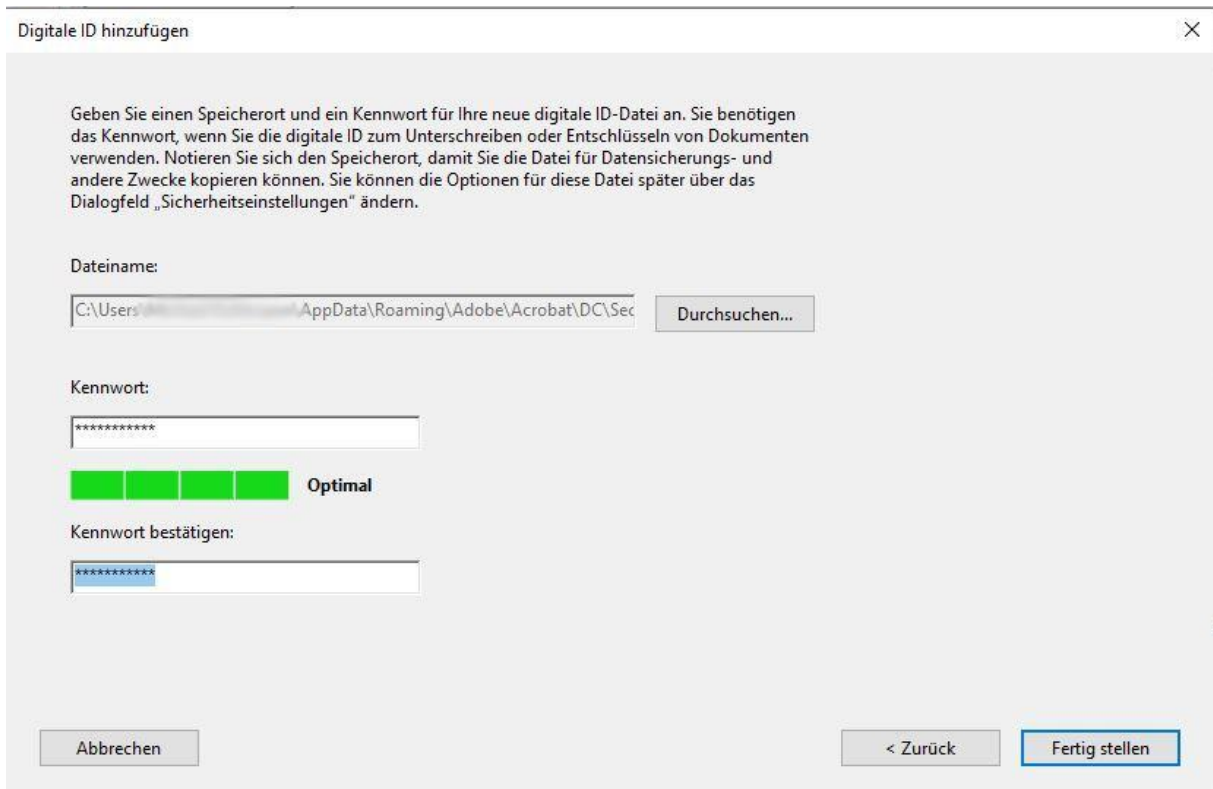 Digitale ID hinzufügen
Geben Sie einen Speicherort und ein Kennwort für Ihre neue digitale ID-Datei an. Sie benötigen
das Kennwort, wenn Sie die digitale ID zum Unterschreiben oder Entschlüsseln von Dokumenten
verwenden. Notieren Sie sich den Speicherort, damit Sie die Datei für Datensicherungs- und
andere Zwecke kopieren können. Sie können die Optionen für diese Datei später über das
Dialogfeld „Sicherheitseinstellungen“ ändern.
Dateiname:
C:\Users \AppData\Roaming\Adobe\Acrobat\DC\Sec
Durchsuchen...
Kennwort:
***********
Optimal
Kennwort bestätigen:
***********
Abbrechen
< Zurück
Fertig stellen